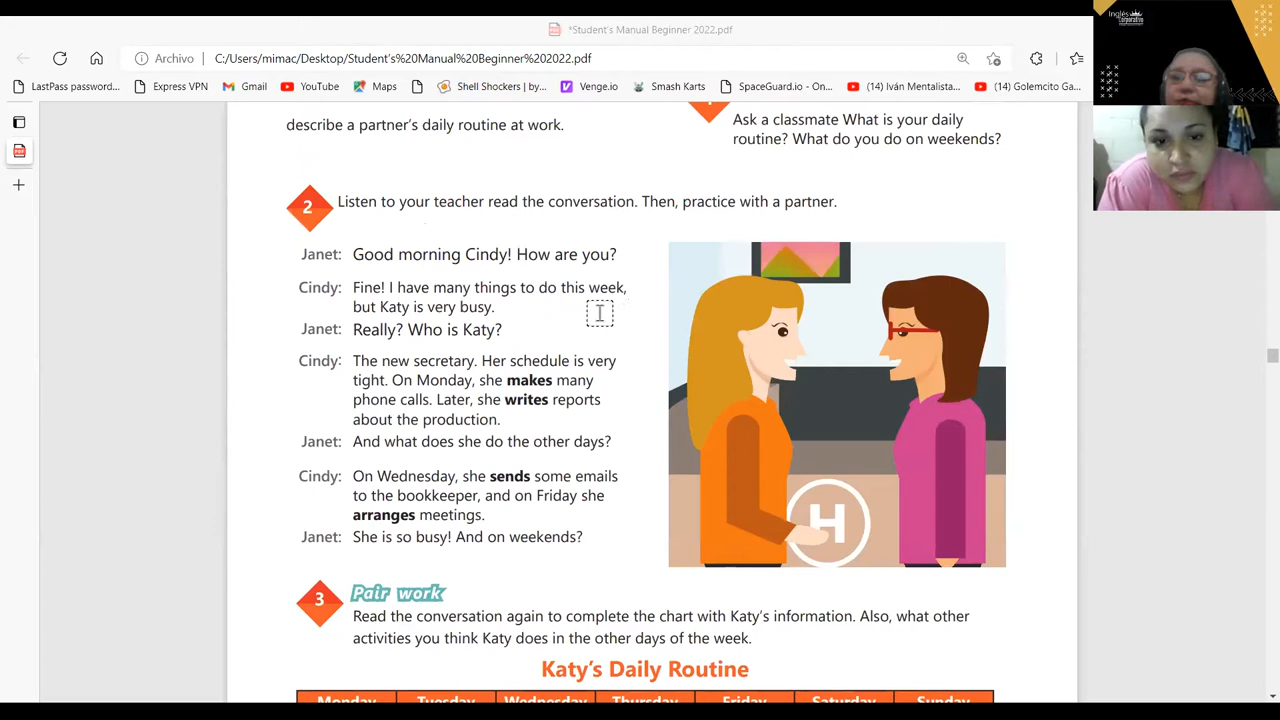 *Student's Manual Beginner 2022.pdf
Archivo
C:/Users/mimac/Desktop/Student's%20Manual%20Beginner%202022.pdf
LastPass password...
Express VPN
Gmail
YouTube
Maps
Shell Shockers | by...
Venge.io
Smash Karts
SpaceGuard.io - On...
(14) Iván Mentalista...
(14) Golemcito Ga...
Inglés
Corporativo
describe a partner's daily routine at work.
Ask a classmate What is your daily
routine? What do you do on weekends?
2
Listen to your teacher read the conversation. Then, practice with a partner.
Janet: Good morning Cindy! How are you?
Cindy: Fine! I have many things to do this week,
but Katy is very busy.
Janet: Really? Who is Katy?
Cindy: The new secretary. Her schedule is very
tight. On Monday, she makes many
phone calls. Later, she writes reports
about the production.
Janet: And what does she do the other days?
Cindy: On Wednesday, she sends some emails
to the bookkeeper, and on Friday she
arranges meetings.
Janet: She is so busy! And on weekends?
H
3
Pair work
Read the conversation again to complete the chart with Katy's information. Also, what other
activities you think Katy does in the other days of the week.
Katy's Daily Routine
Monday Tuesday Wednesday Thursday Friday Saturday Sunday